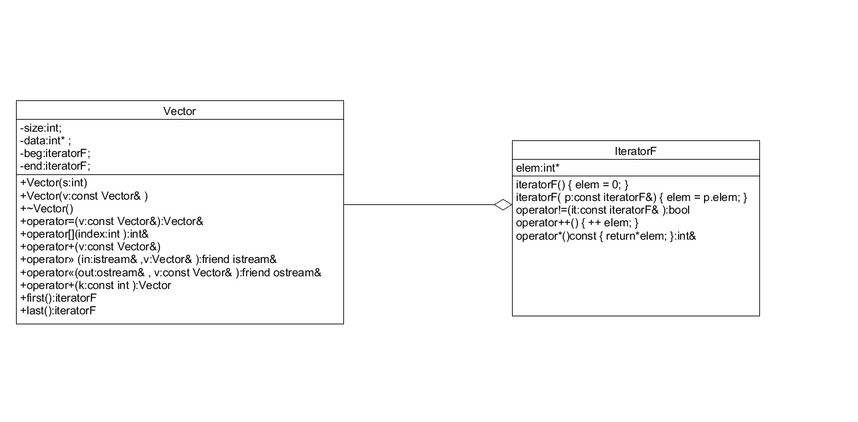 Vector
-size:int;
-data:int* ;
-beg:iteratorF;
-end:iteratorF;
+Vector(s:int)
+Vector(v:const Vector& )
+~Vector()
+operator=(v:const Vector&):Vector&
+operator[](index:int ):int&
+operator+(v:const Vector&)
+operator» (in:istream& ,v:Vector& ):friend istream&
+operator«(out:ostream& , v:const Vector& ):friend ostream&
+operator+(k:const int ):Vector
+first():iteratorF
+last():iteratorF
IteratorF
elem:int*
iteratorF() { elem = 0; }
iteratorF( p:const iteratorF&) { elem = p.elem; }
operator!=(it:const iteratorF& ):bool
operator++() { ++ elem; }
operator*()const { return*elem; }:int&